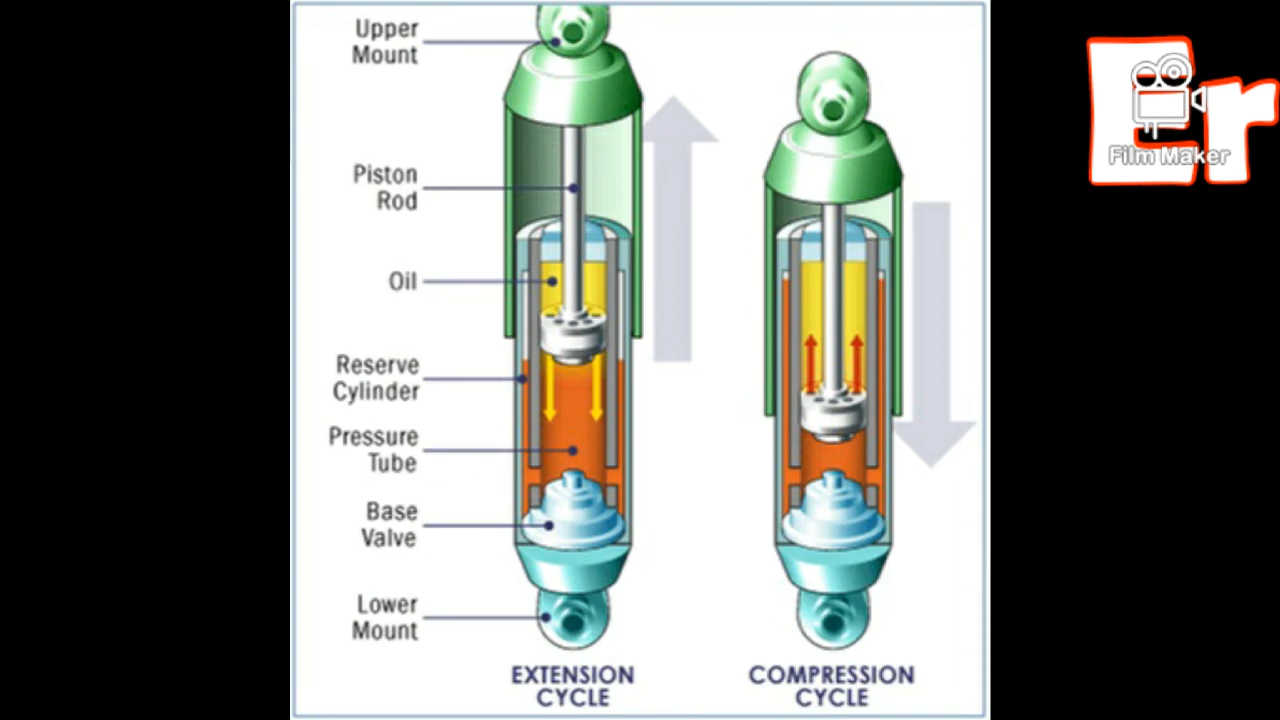 Upper
Mount
Piston
Rod
Oil
Reserve
Cylinder
Pressure
Tube
Base
Valve
Lower
Mount
EXTENSION
CYCLE
COMPRESSION
CYCLE
Er
Film Maker